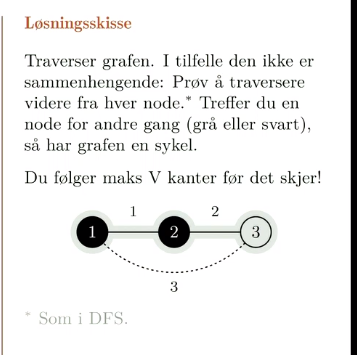 Løsningsskisse
Traverser grafen. I tilfelle den ikke er
sammenhengende: Prøv å traversere
videre fra hver node.* Treffer du en
node for andre gang (grå eller svart),
så har grafen en sykel.
Du følger maks V kanter før det skjer!
1 2
1 2 3
3
* Som i DFS.